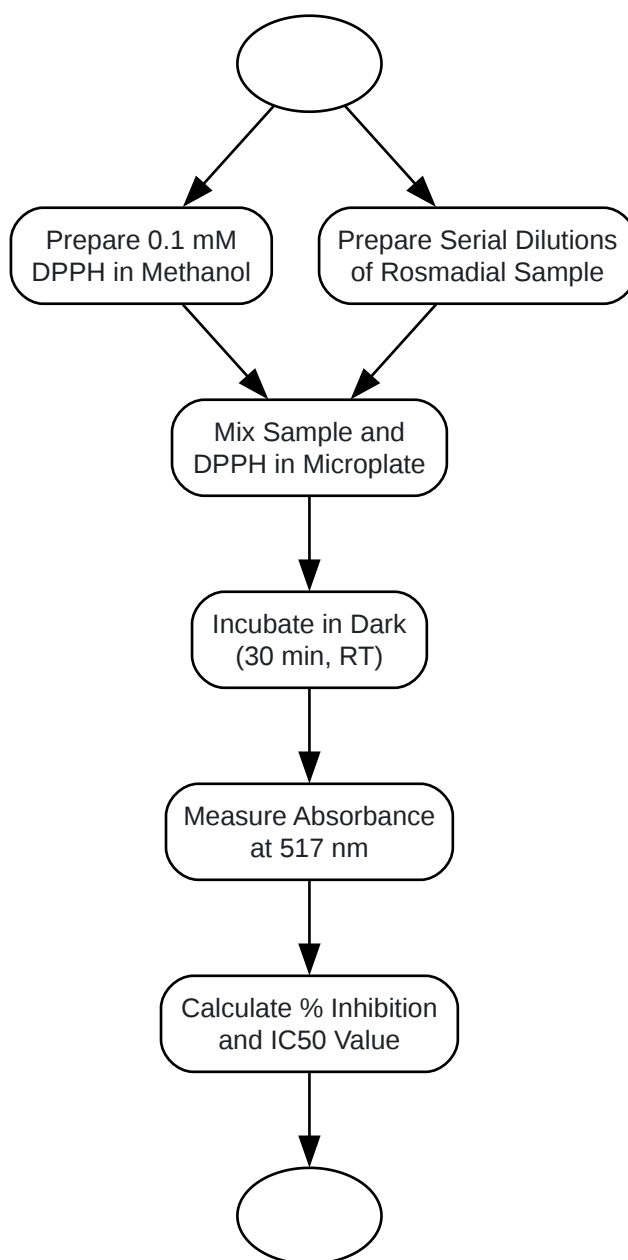 Prepare 0.1 mM
DPPH in Methanol
Prepare Serial Dilutions
of Rosmadial Sample
Mix Sample and
DPPH in Microplate
Incubate in Dark
(30 min, RT)
Measure Absorbance
at 517 nm
Calculate % Inhibition
and IC50 Value